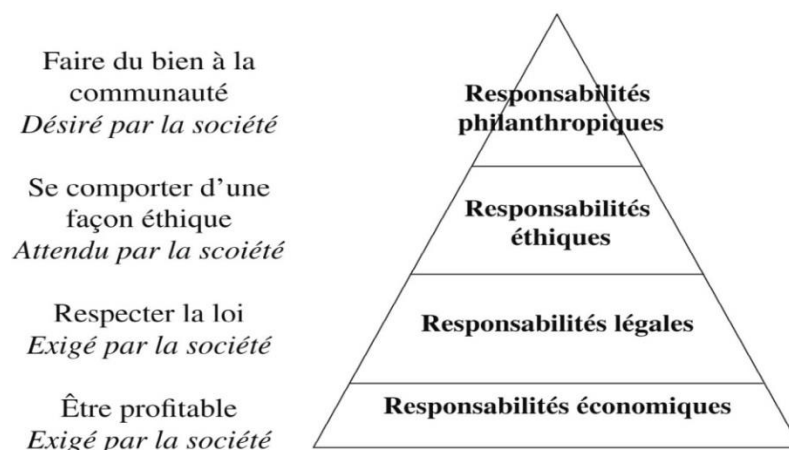 Faire du bien à la
communauté
Désiré par la société
Responsabilités
philanthropiques
Se comporter d'une
façon éthique
Attendu par la scoiété
Responsabilités
éthiques
Respecter la loi
Exigé par la société
Responsabilités légales
Être profitable
Exigé par la société
Responsabilités économiques